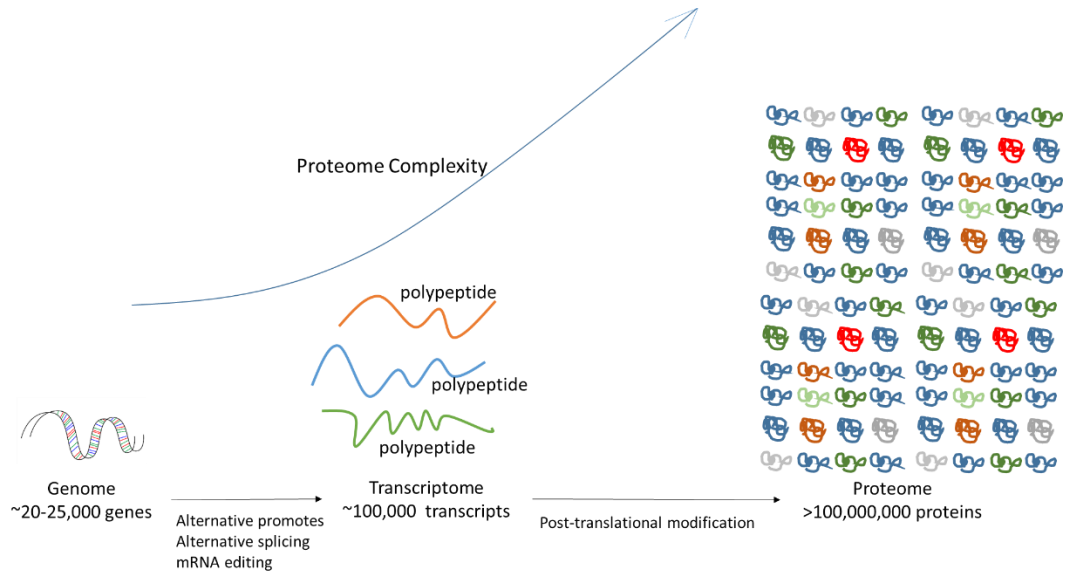 Proteome Complexity
polypeptide
polypeptide
polypeptide
Genome
~20-25,000 genes
Alternative promotes
Alternative splicing
mRNA editing
Transcriptome
~100,000 transcripts
Post-translational modification
Proteome
>100,000,000 proteins